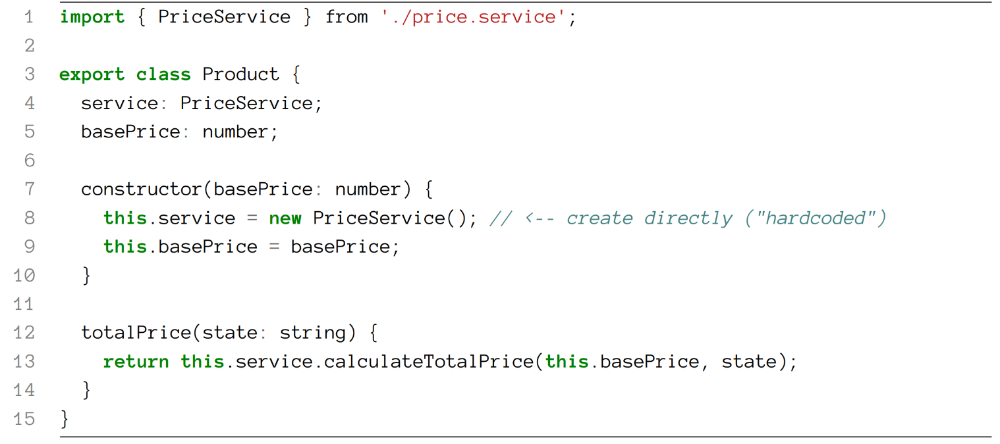 1 import { PriceService } from './price.service';
2
3 export class Product {
4 service: PriceService;
5 basePrice: number;
6
7 constructor(basePrice: number) {
8 this.service = new PriceService(); // <-- create directly ("hardcoded")
9 this.basePrice = basePrice;
10 }
11
12 totalPrice(state: string) {
13 return this.service.calculateTotalPrice(this.basePrice, state);
14 }
15 }